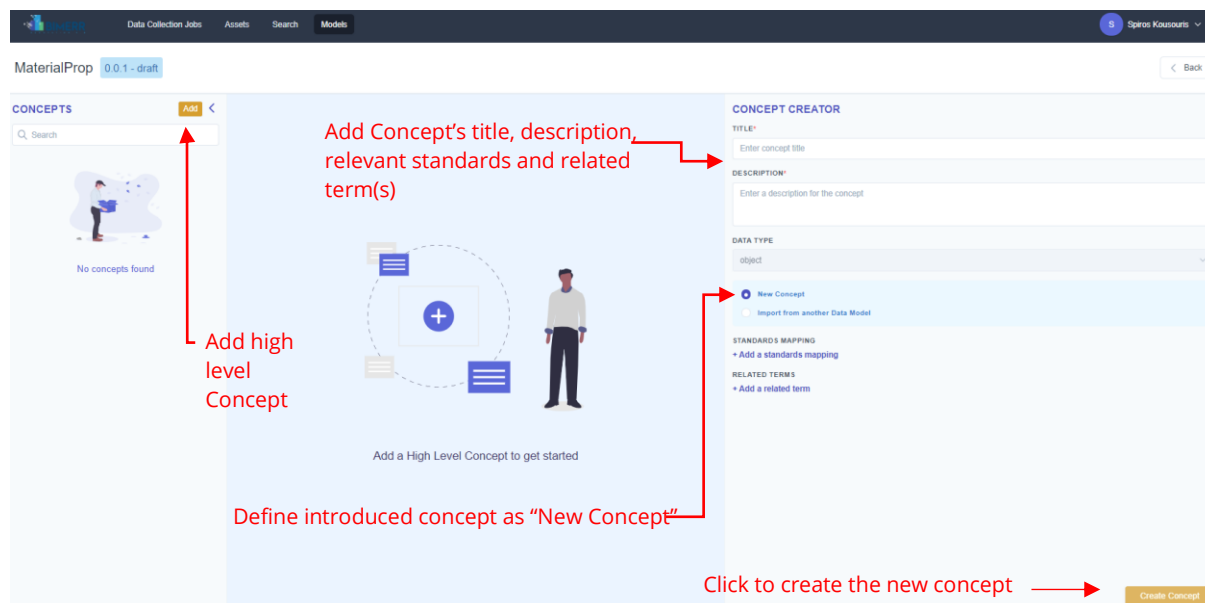 Data Collection Jobs Assets Search Models
S Spiros Kousouris
MaterialProp 0.0.1 - draft
Back
CONCEPTS Add
Search
No concepts found
Add high
level
Concept
Add Concept's title, description,
relevant standards and related
term(s)
Add a High Level Concept to get started
Define introduced concept as "New Concept"
Click to create the new concept
CONCEPT CREATOR
TITLE*
Enter concept title
DESCRIPTION*
Enter a description for the concept
DATA TYPE
object
New Concept
Import from another Data Model
STANDARDS MAPPING
+ Add a standards mapping
RELATED TERMS
+ Add a related term
Create Concept